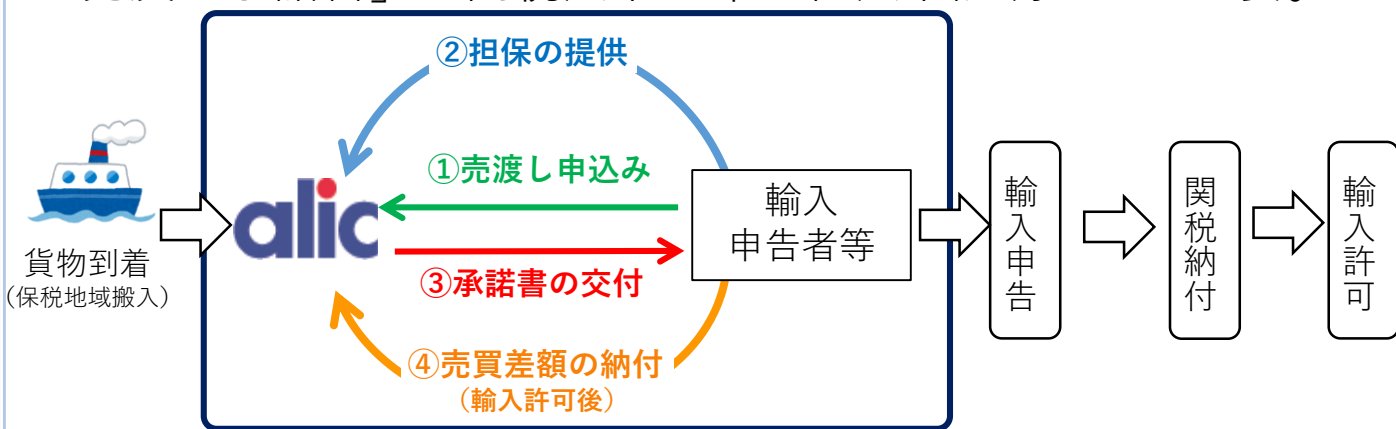 ②担保の提供
①売渡し申込み
alic
③承諾書の交付
④売買差額の納付
(輸入許可後)
貨物到着
(保税地域搬入)
輸入
申告者等
輸入申告
関税納付
輸入許可